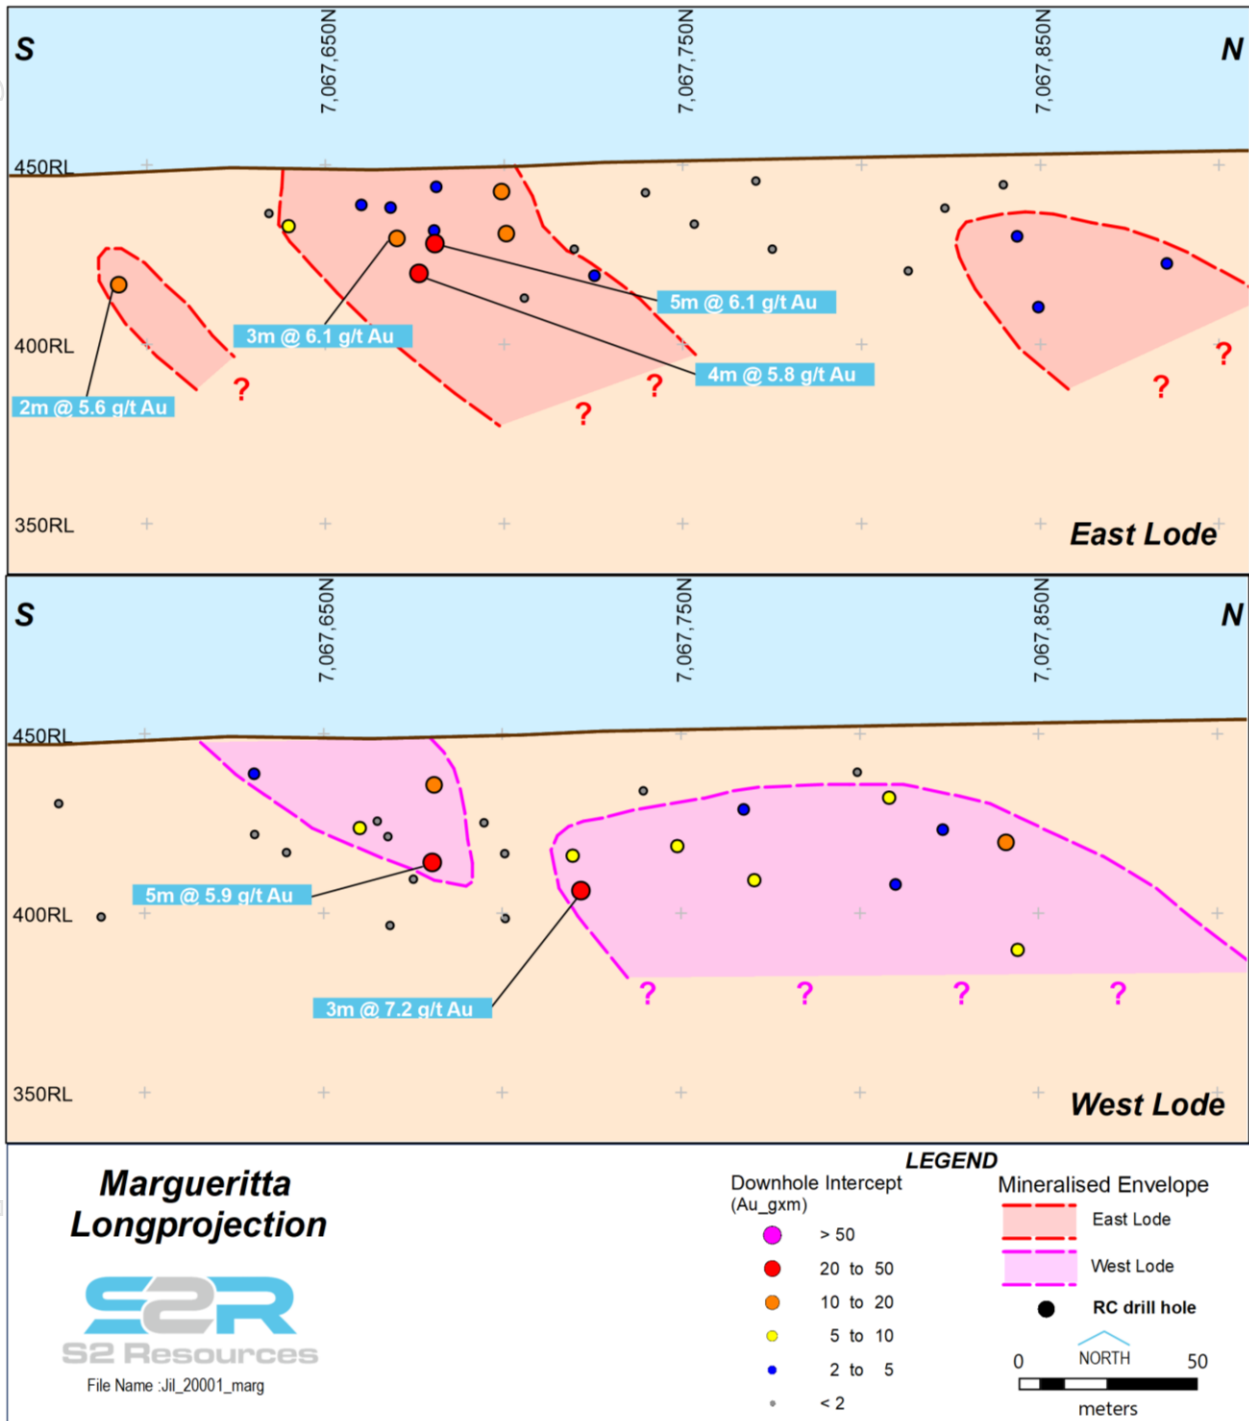 S
7,067,650N
7,067,750N
7,067,850N
N
450RL
5m @ 6.1 g/t Au
3m @ 6.1 g/t Au
400RL
4m @ 5.8 g/t Au
?
?
?
?
?
2m @ 5.6 g/t Au
350RL
East Lode
S
7,067,650N
7,067,750N
7,067,850N
N
450RL
5m @ 5.9 g/t Au
400RL
3m @ 7.2 g/t Au
?
?
?
?
350RL
West Lode
Margueritta
Longprojection
S2R
S2 Resources
File Name :Jil_20001_marg
LEGEND
Downhole Intercept
(Au_gxm)
> 50
20 to 50
10 to 20
5 to 10
2 to 5
< 2
Mineralised Envelope
East Lode
West Lode
RC drill hole
NORTH
0 50
meters